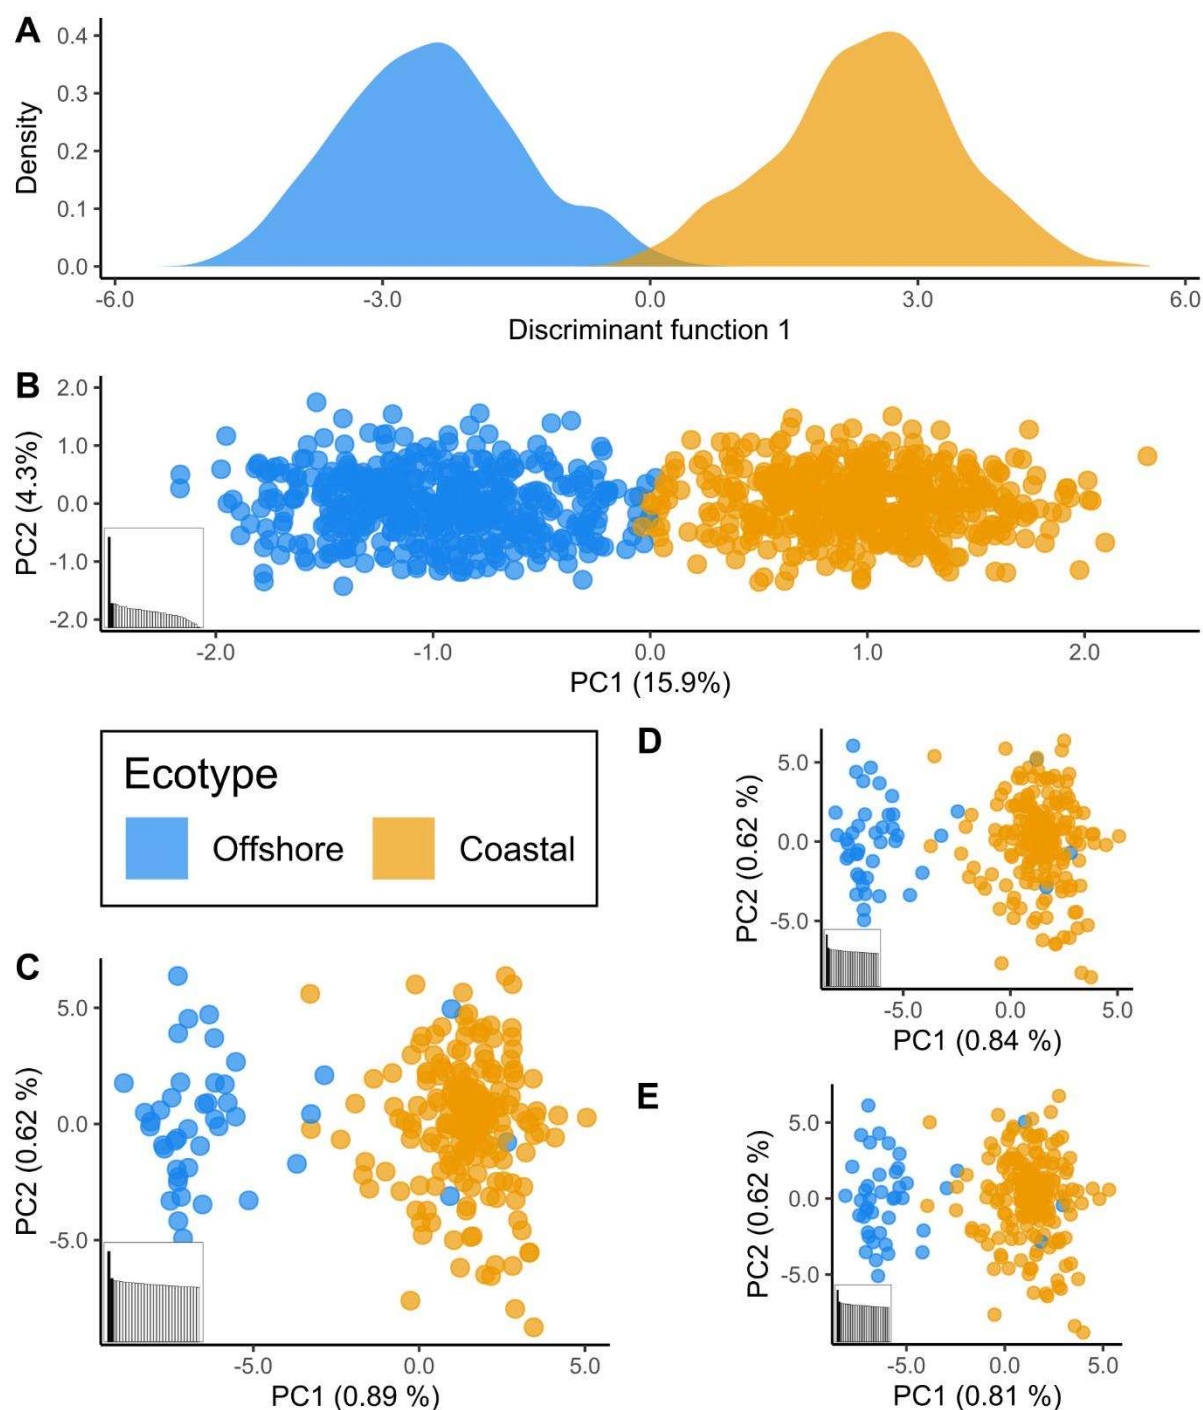 A
Density
0.4
0.3
0.2
0.1
0.0
-6.0 -3.0 0.0 3.0 6.0
Discriminant function 1
B
PC2 (4.3%)
2.0
1.0
0.0
-1.0
-2.0
-2.0 -1.0 0.0 1.0 2.0
PC1 (15.9%)
Ecotype
Offshore Coastal
C
PC2 (0.62 %)
5.0
0.0
-5.0
-5.0 0.0 5.0
PC1 (0.89 %)
D
PC2 (0.62 %)
5.0
0.0
-5.0
-5.0 0.0 5.0
PC1 (0.84 %)
E
PC2 (0.62 %)
5.0
0.0
-5.0
-5.0 0.0 5.0
PC1 (0.81 %)